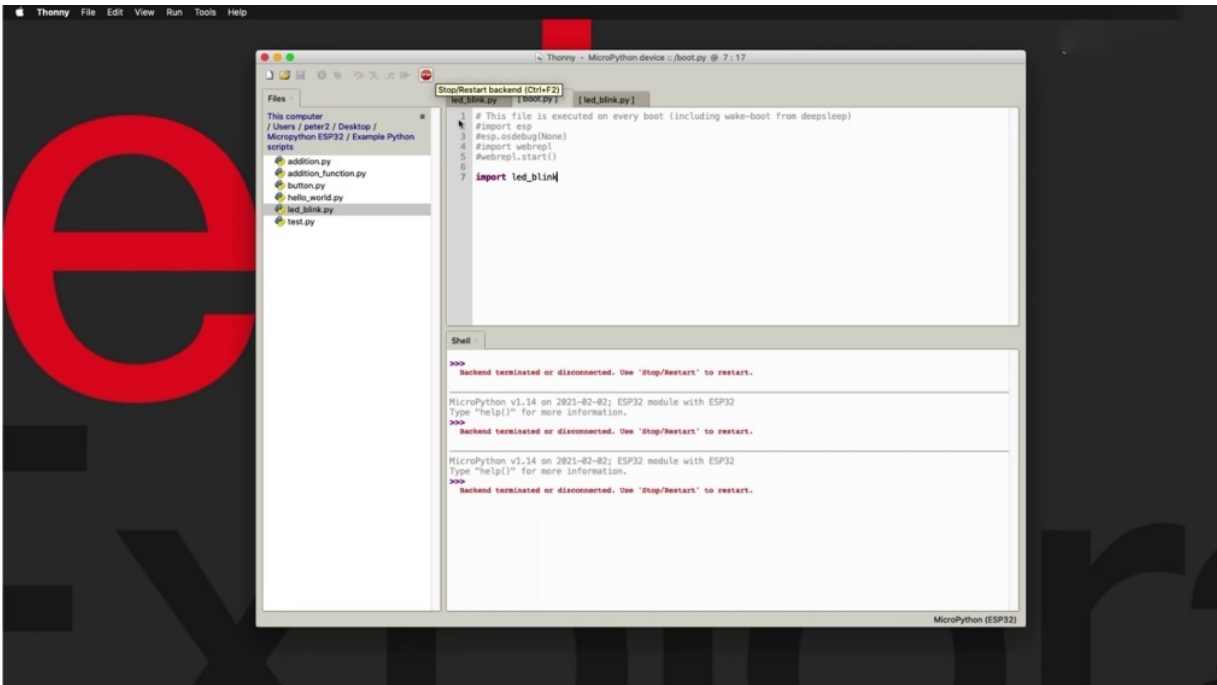 Thonny File Edit View Run Tools Help
Thonny - MicroPython device :: /boot.py @ 7 : 17
Stop/Restart backend (Ctrl+F2)
Files
led_blink.py [ boot.py ] [ led_blink.py ]
This computer
/ Users / peter2 / Desktop /
Micropython ESP32 / Example Python
scripts
addition.py
addition_function.py
button.py
hello_world.py
led_blink.py
test.py
1 # This file is executed on every boot (including wake-boot from deepsleep)
2 #import esp
3 #esp.osdebug(None)
4 #import webrepl
5 #webrepl.start()
6
7 import led_blink
Shell
>>>
Backend terminated or disconnected. Use 'Stop/Restart' to restart.
MicroPython v1.14 on 2021-02-02; ESP32 module with ESP32
Type "help()" for more information.
>>>
Backend terminated or disconnected. Use 'Stop/Restart' to restart.
MicroPython v1.14 on 2021-02-02; ESP32 module with ESP32
Type "help()" for more information.
>>>
Backend terminated or disconnected. Use 'Stop/Restart' to restart.
MicroPython (ESP32)
e
Explor